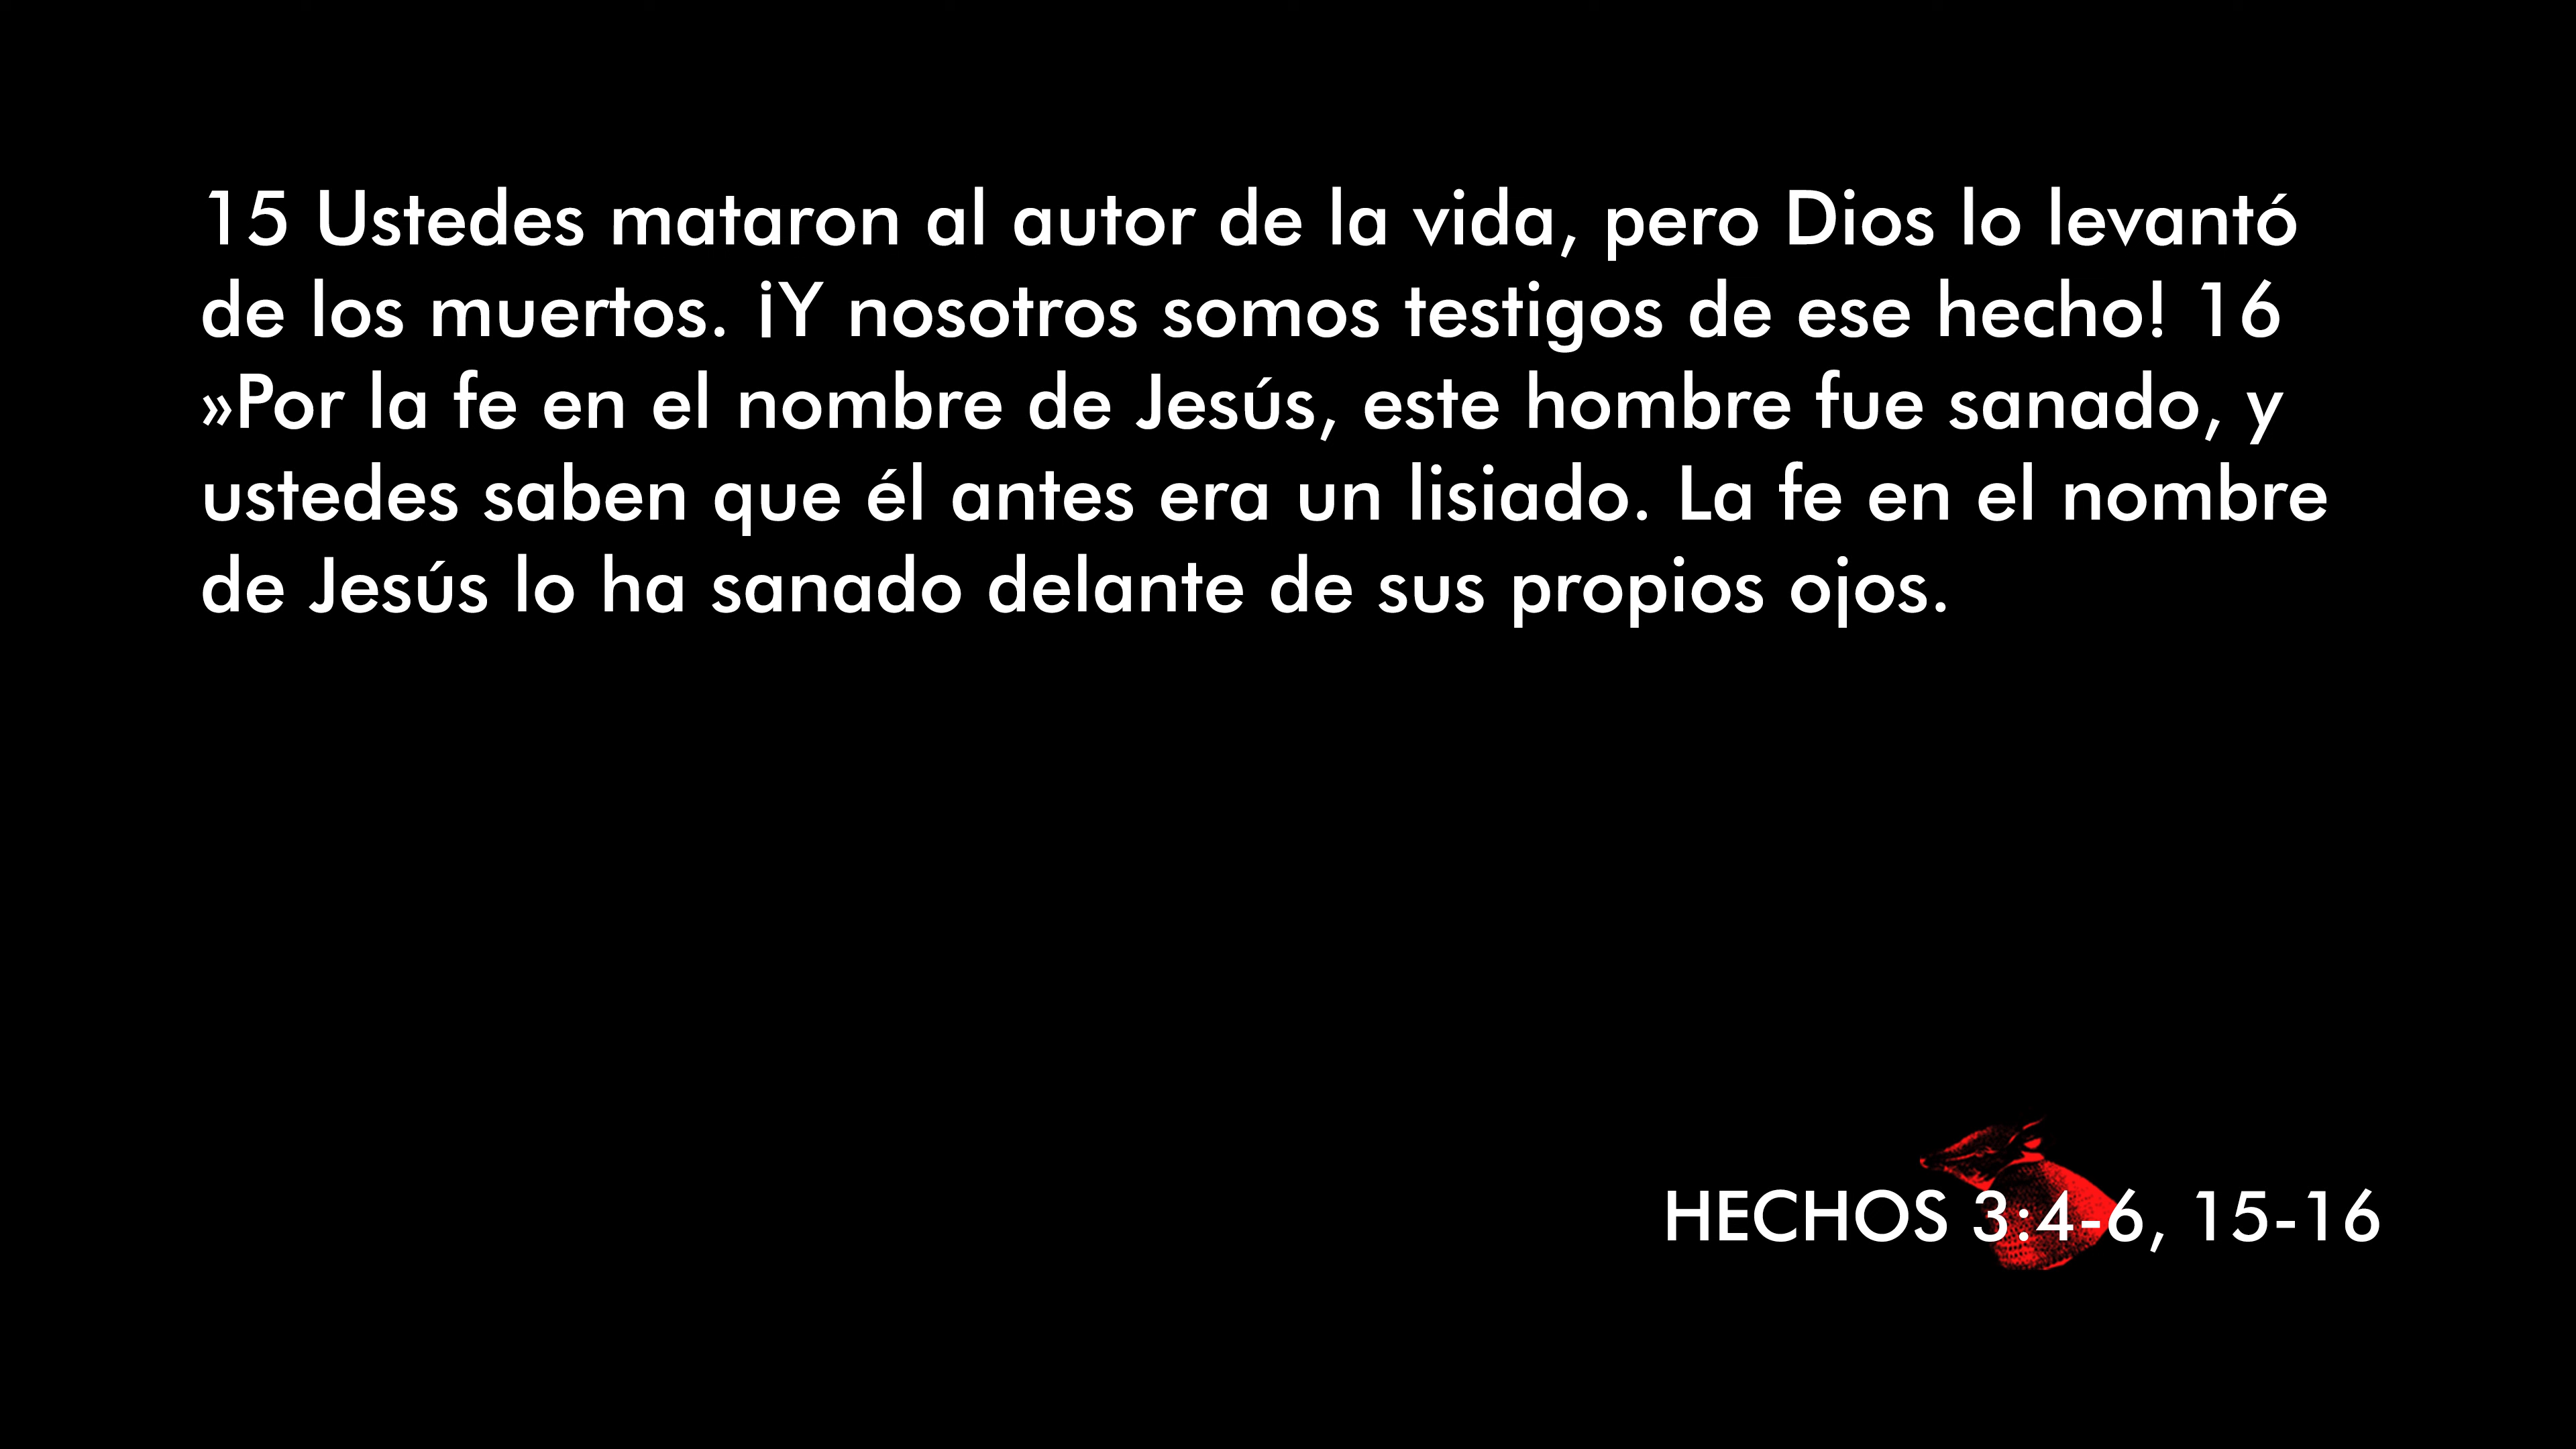 15 Ustedes mataron al autor de la vida, pero Dios lo levantó
de los muertos. ¡Y nosotros somos testigos de ese hecho! 16
»Por la fe en el nombre de Jesús, este hombre fue sanado, y
ustedes saben que él antes era un lisiado. La fe en el nombre
de Jesús lo ha sanado delante de sus propios ojos.
HECHOS 3:4-6, 15-16